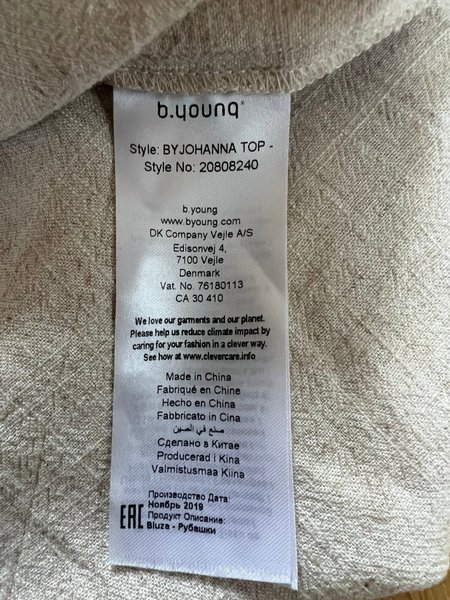 b.young
Style: BYJOHANNA TOP -
Style No: 20808240
b.young
www.byoung.com
DK Company Vejle A/S
Edisonvej 4,
7100 Vejle
Denmark
Vat. No. 76180113
CA 30 410
We love our garments and our planet.
Please help us reduce climate impact by
caring for your fashion in a clever way.
See how at www.clevercare.info
Made in China
Fabriqué en Chine
Hecho en China
Fabbricato in Cina
صنع في الصين
Сделано в Китае
Producerad i Kina
Valmistusmaa Kiina
Производство Дата:
Ноябрь 2019
EAC Продукт Описание:
Bluza - Рубашки